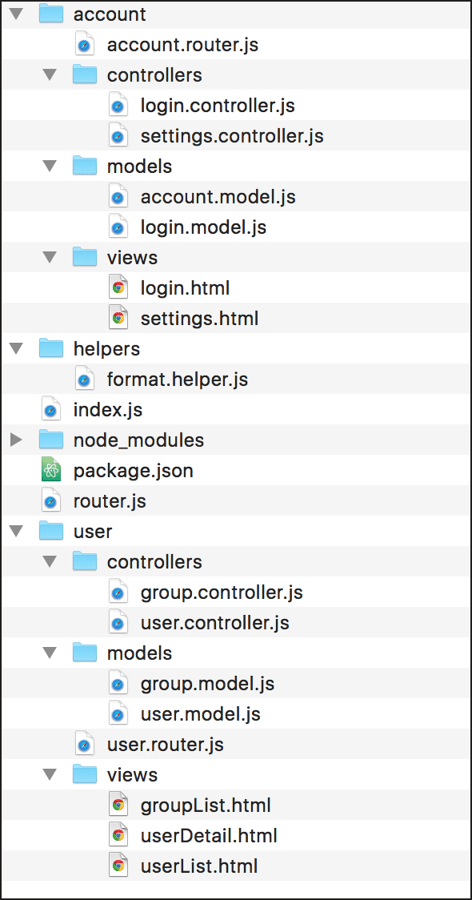 account
account.router.js
controllers
login.controller.js
settings.controller.js
models
account.model.js
login.model.js
views
login.html
settings.html
helpers
format.helper.js
index.js
node_modules
package.json
router.js
user
controllers
group.controller.js
user.controller.js
models
group.model.js
user.model.js
user.router.js
views
groupList.html
userDetail.html
userList.html